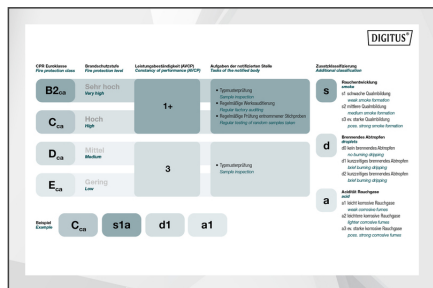 DIGITUS®
CPR Euroklasse
Fire protection class
Brandschutzstufe
Fire protection level
Leistungsbeständigkeit (AVCP)
Constancy of performance (AVCP)
Aufgaben der notifizierten Stelle
Tasks of the notified body
Zusatzklassifizierung
Additional classification
B2ca
Sehr hoch
Very high
Cca
Hoch
High
1+
• Typmusterprüfung
Sample inspection
• Regelmäßige Werksauditierung
Regular factory auditing
• Regelmäßige Prüfung entnommener Stichproben
Regular testing of random samples taken
Dca
Mittel
Medium
Eca
Gering
Low
3
• Typmusterprüfung
Sample inspection
s
Rauchentwicklung
smoke
s1 schwache Qualmbildung
weak smoke formation
s2 mittlere Qualmbildung
medium smoke formation
s3 ev. starke Qualmbildung
poss. strong smoke formation
d
Brennendes Abtropfen
droplets
d0 kein brennendes Abtropfen
no burning dripping
d1 kurzzeitiges brennendes Abtropfen
brief burning dripping
d2 kurzzeitiges brennendes Abtropfen
brief burning dripping
a
Acidität Rauchgase
acid
a1 leicht korrosive Rauchgase
weak corrosive fumes
a2 leichtere korrosive Rauchgase
lighter corrosive fumes
a3 ev. starke korrosive Rauchgase
poss. strong corrosive fumes
Beispiel
Example
Cca
s1a
d1
a1